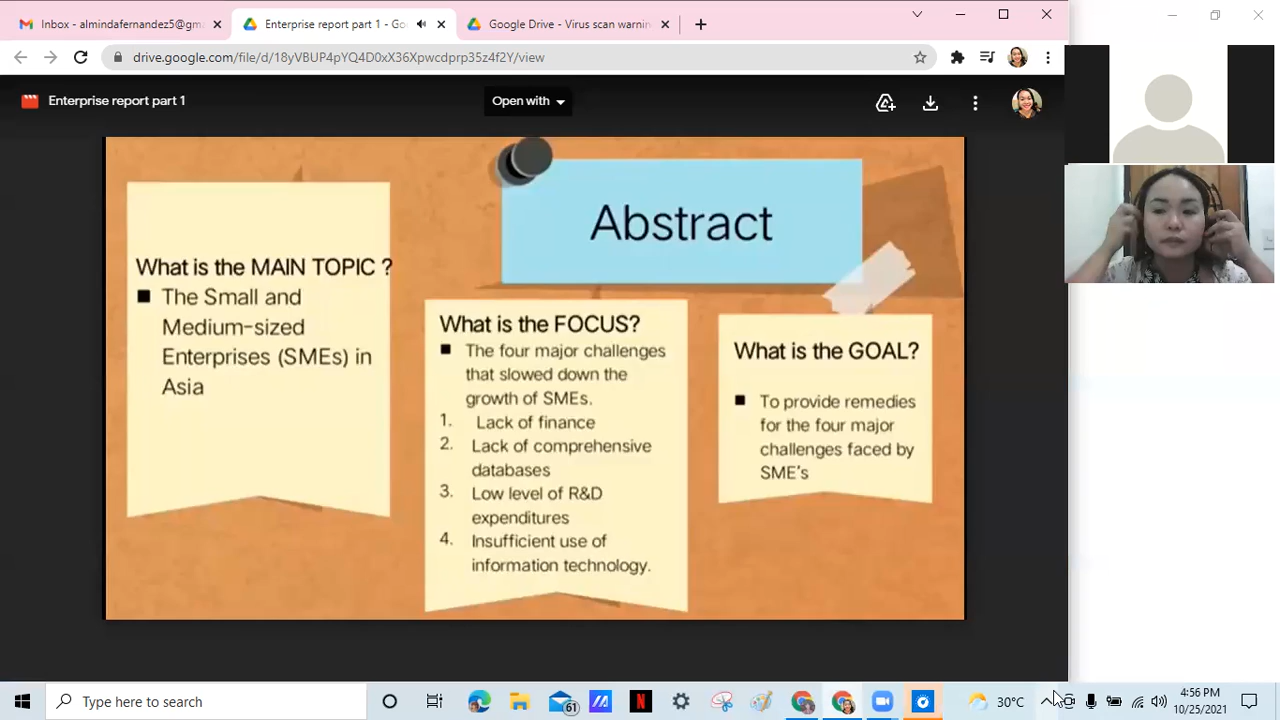 Inbox - almindafernandez5@gma
Enterprise report part 1 - Go
Google Drive - Virus scan warnin
drive.google.com/file/d/18yVBUP4pYQ4D0xX36Xpwcdprp35z4f2Y/view
Enterprise report part 1
Open with
Abstract
What is the MAIN TOPIC ?
The Small and
Medium-sized
Enterprises (SMEs) in
Asia
What is the FOCUS?
The four major challenges
that slowed down the
growth of SMEs.
1. Lack of finance
2. Lack of comprehensive
databases
3. Low level of R&D
expenditures
4. Insufficient use of
information technology.
What is the GOAL?
To provide remedies
for the four major
challenges faced by
SME's
Type here to search
61
N
30°C
4:56 PM
10/25/2021